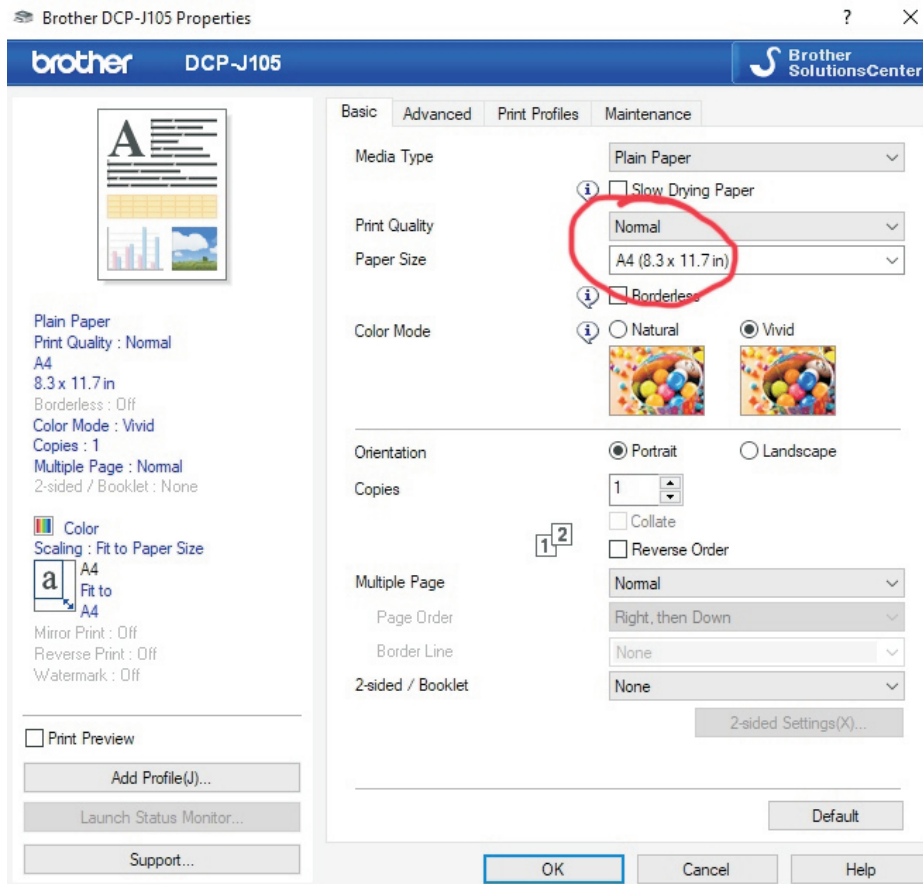 Brother DCP-J105 Properties ? X
brother DCP-J105 Brother SolutionsCenter
A
Plain Paper
Print Quality : Normal
A4
8.3 x 11.7 in
Borderless : Off
Color Mode : Vivid
Copies : 1
Multiple Page : Normal
2-sided / Booklet : None
Color
Scaling : Fit to Paper Size
a
A4
Fit to
A4
Mirror Print : Off
Reverse Print : Off
Watermark : Off
Print Preview
Add Profile(J)...
Launch Status Monitor...
Support...
Basic Advanced Print Profiles Maintenance
Media Type Plain Paper
i Slow Drying Paper
Print Quality Normal
Paper Size A4 (8.3 x 11.7 in)
i Borderless
Color Mode i Natural Vivid
Orientation Portrait Landscape
Copies 1
Collate
1 2 Reverse Order
Multiple Page Normal
Page Order Right, then Down
Border Line None
2-sided / Booklet None
2-sided Settings(X)...
Default
OK Cancel Help